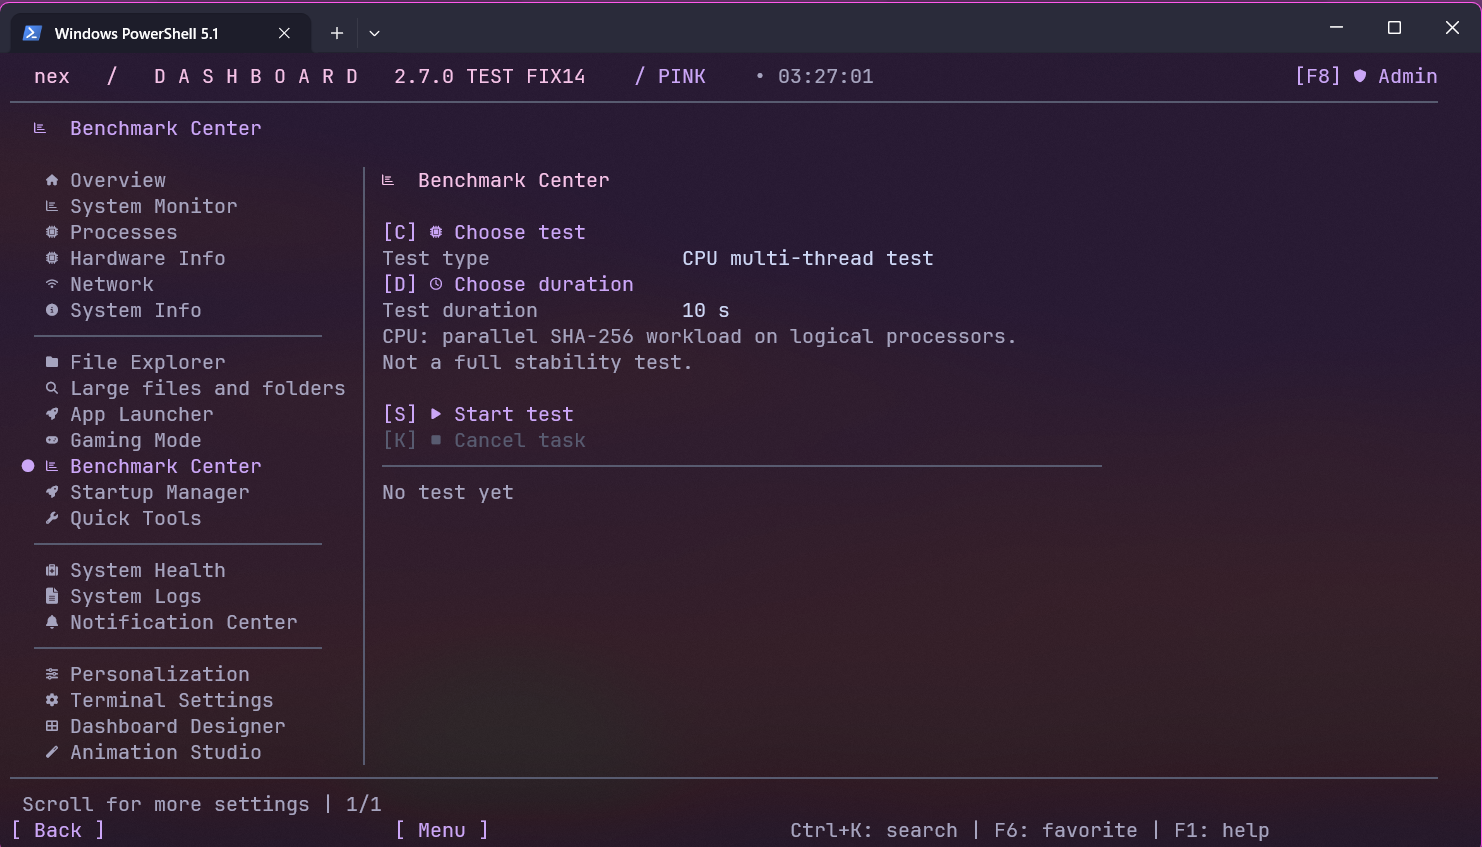 Windows PowerShell 5.1
nex / D A S H B O A R D 2.7.0 TEST FIX14 / PINK • 03:27:01 [F8] Admin
Benchmark Center
Overview
System Monitor
Processes
Hardware Info
Network
System Info
File Explorer
Large files and folders
App Launcher
Gaming Mode
Benchmark Center
Startup Manager
Quick Tools
System Health
System Logs
Notification Center
Personalization
Terminal Settings
Dashboard Designer
Animation Studio
Benchmark Center
[C] Choose test
Test type CPU multi-thread test
[D] Choose duration
Test duration 10 s
CPU: parallel SHA-256 workload on logical processors.
Not a full stability test.
[S] Start test
[K] Cancel task
No test yet
Scroll for more settings | 1/1
[ Back ] [ Menu ] Ctrl+K: search | F6: favorite | F1: help